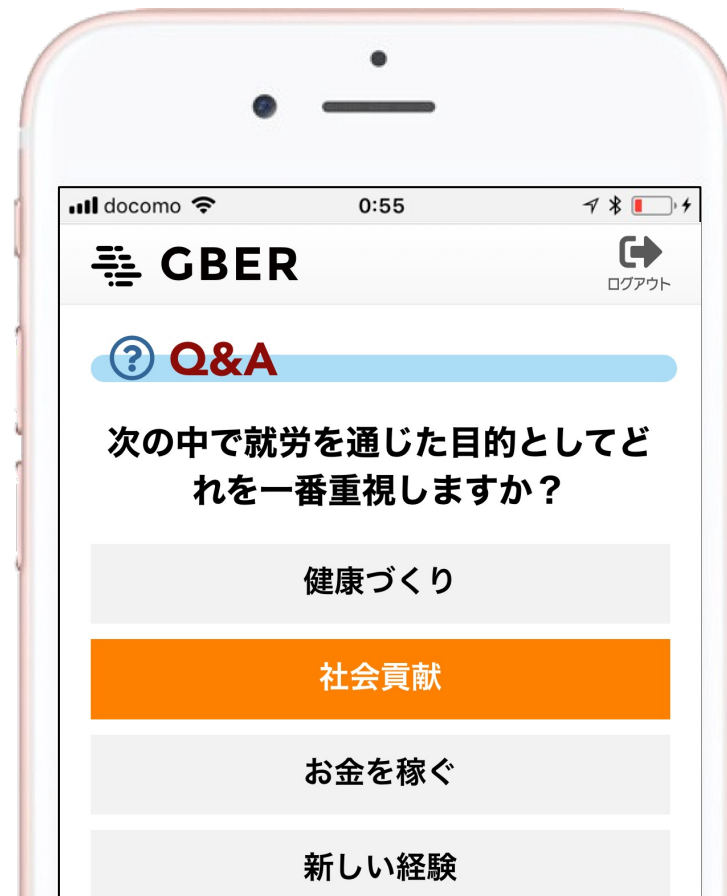 docomo 0:55
GBER
ログアウト
? Q&A
次の中で就労を通じた目的としてど
れを一番重視しますか？
健康づくり
社会貢献
お金を稼ぐ
新しい経験